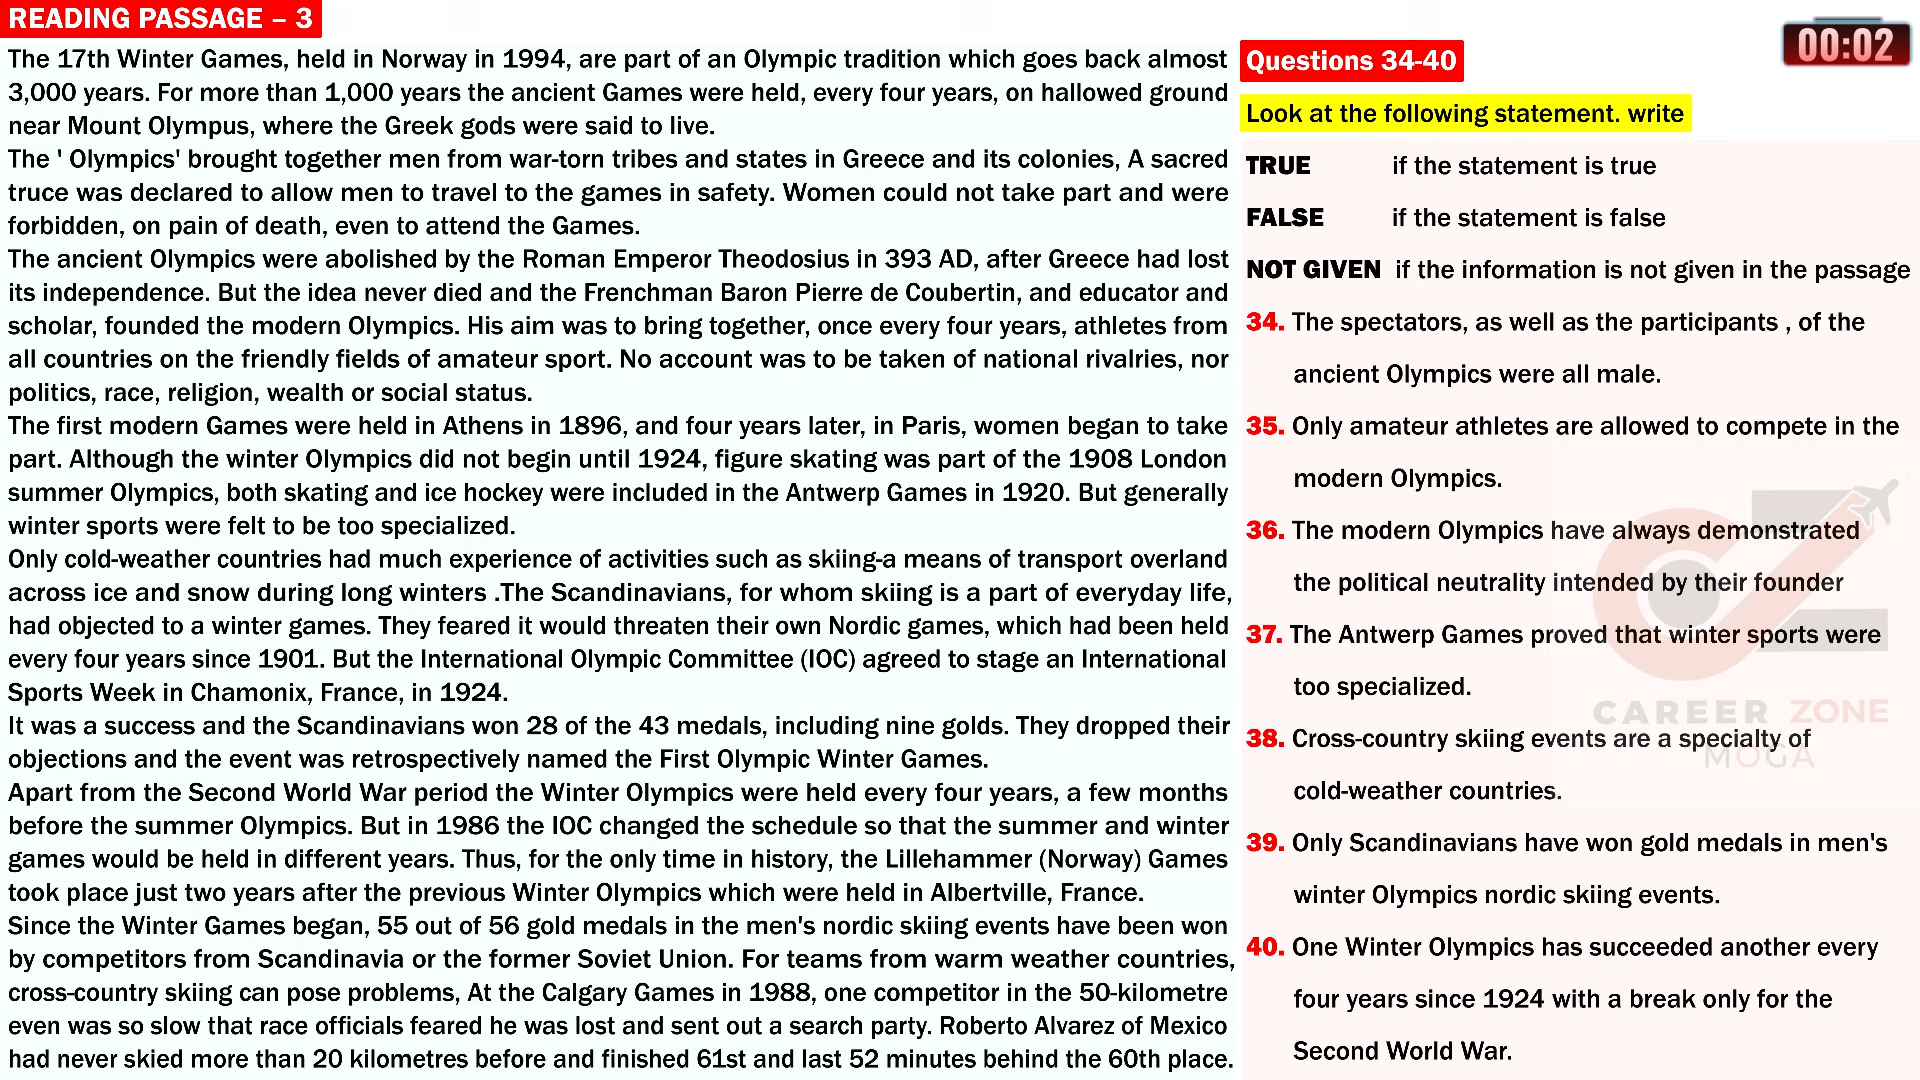 READING PASSAGE – 3
The 17th Winter Games, held in Norway in 1994, are part of an Olympic tradition which goes back almost
3,000 years. For more than 1,000 years the ancient Games were held, every four years, on hallowed ground
near Mount Olympus, where the Greek gods were said to live.
The ' Olympics' brought together men from war-torn tribes and states in Greece and its colonies, A sacred
truce was declared to allow men to travel to the games in safety. Women could not take part and were
forbidden, on pain of death, even to attend the Games.
The ancient Olympics were abolished by the Roman Emperor Theodosius in 393 AD, after Greece had lost
its independence. But the idea never died and the Frenchman Baron Pierre de Coubertin, and educator and
scholar, founded the modern Olympics. His aim was to bring together, once every four years, athletes from
all countries on the friendly fields of amateur sport. No account was to be taken of national rivalries, nor
politics, race, religion, wealth or social status.
The first modern Games were held in Athens in 1896, and four years later, in Paris, women began to take
part. Although the winter Olympics did not begin until 1924, figure skating was part of the 1908 London
summer Olympics, both skating and ice hockey were included in the Antwerp Games in 1920. But generally
winter sports were felt to be too specialized.
Only cold-weather countries had much experience of activities such as skiing-a means of transport overland
across ice and snow during long winters .The Scandinavians, for whom skiing is a part of everyday life,
had objected to a winter games. They feared it would threaten their own Nordic games, which had been held
every four years since 1901. But the International Olympic Committee (IOC) agreed to stage an International
Sports Week in Chamonix, France, in 1924.
It was a success and the Scandinavians won 28 of the 43 medals, including nine golds. They dropped their
objections and the event was retrospectively named the First Olympic Winter Games.
Apart from the Second World War period the Winter Olympics were held every four years, a few months
before the summer Olympics. But in 1986 the IOC changed the schedule so that the summer and winter
games would be held in different years. Thus, for the only time in history, the Lillehammer (Norway) Games
took place just two years after the previous Winter Olympics which were held in Albertville, France.
Since the Winter Games began, 55 out of 56 gold medals in the men's nordic skiing events have been won
by competitors from Scandinavia or the former Soviet Union. For teams from warm weather countries,
cross-country skiing can pose problems, At the Calgary Games in 1988, one competitor in the 50-kilometre
even was so slow that race officials feared he was lost and sent out a search party. Roberto Alvarez of Mexico
had never skied more than 20 kilometres before and finished 61st and last 52 minutes behind the 60th place.
Questions 34-40
00:02
Look at the following statement. write
TRUE if the statement is true
FALSE if the statement is false
NOT GIVEN if the information is not given in the passage
34. The spectators, as well as the participants , of the
ancient Olympics were all male.
35. Only amateur athletes are allowed to compete in the
modern Olympics.
36. The modern Olympics have always demonstrated
the political neutrality intended by their founder
37. The Antwerp Games proved that winter sports were
too specialized.
CAREER ZONE
MOGA
38. Cross-country skiing events are a specialty of
cold-weather countries.
39. Only Scandinavians have won gold medals in men's
winter Olympics nordic skiing events.
40. One Winter Olympics has succeeded another every
four years since 1924 with a break only for the
Second World War.